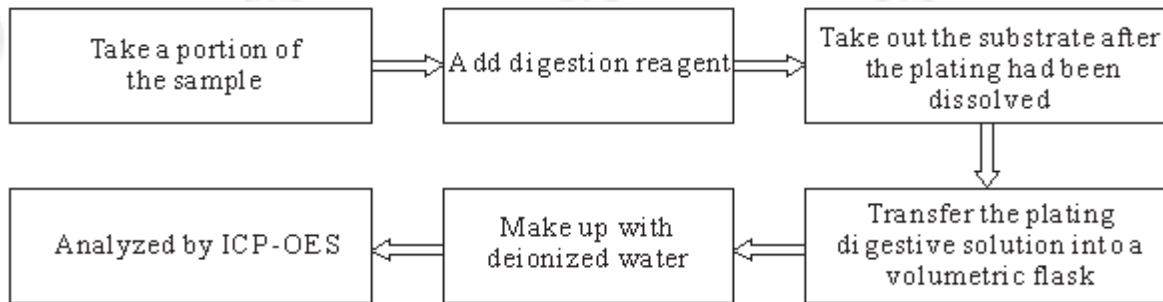 Take a portion of
the sample
Add digestion reagent
Take out the substrate after
the plating had been
dissolved
Transfer the plating
digestive solution into a
volumetric flask
Make up with
deionized water
Analyzed by ICP-OES